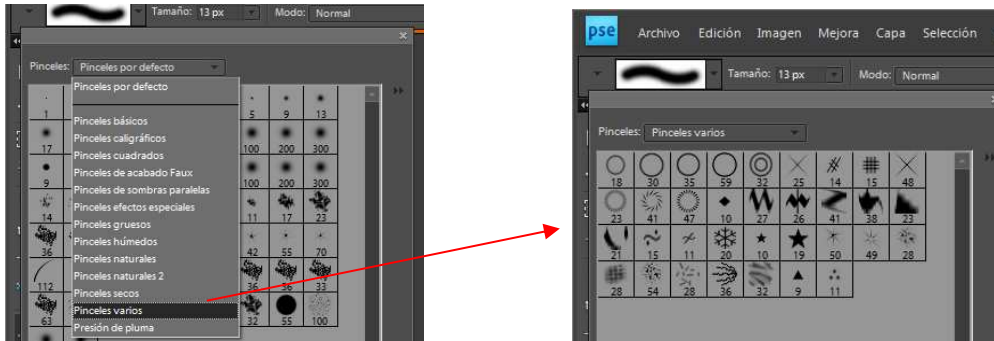 Tamaño: 13 px Modo: Normal
Pinceles: Pinceles por defecto
Pinceles por defecto
Pinceles básicos
Pinceles caligráficos
Pinceles cuadrados
Pinceles de acabado Faux
Pinceles de sombras paralelas
Pinceles efectos especiales
Pinceles gruesos
Pinceles húmedos
Pinceles naturales
Pinceles naturales 2
Pinceles secos
Pinceles varios
Presión de pluma
1 5 9 13
17 100 200 300
9 100 200 300
14 11 17 23
36 42 55 70
112 36 36 33
63 32 55 100
pse Archivo Edición Imagen Mejora Capa Selección
Tamaño: 13 px Modo: Normal
Pinceles: Pinceles varios
18 30 35 59 32 25 14 15 48
23 41 47 10 27 26 41 38 23
21 15 11 20 10 19 50 49 28
28 54 28 36 32 9 11